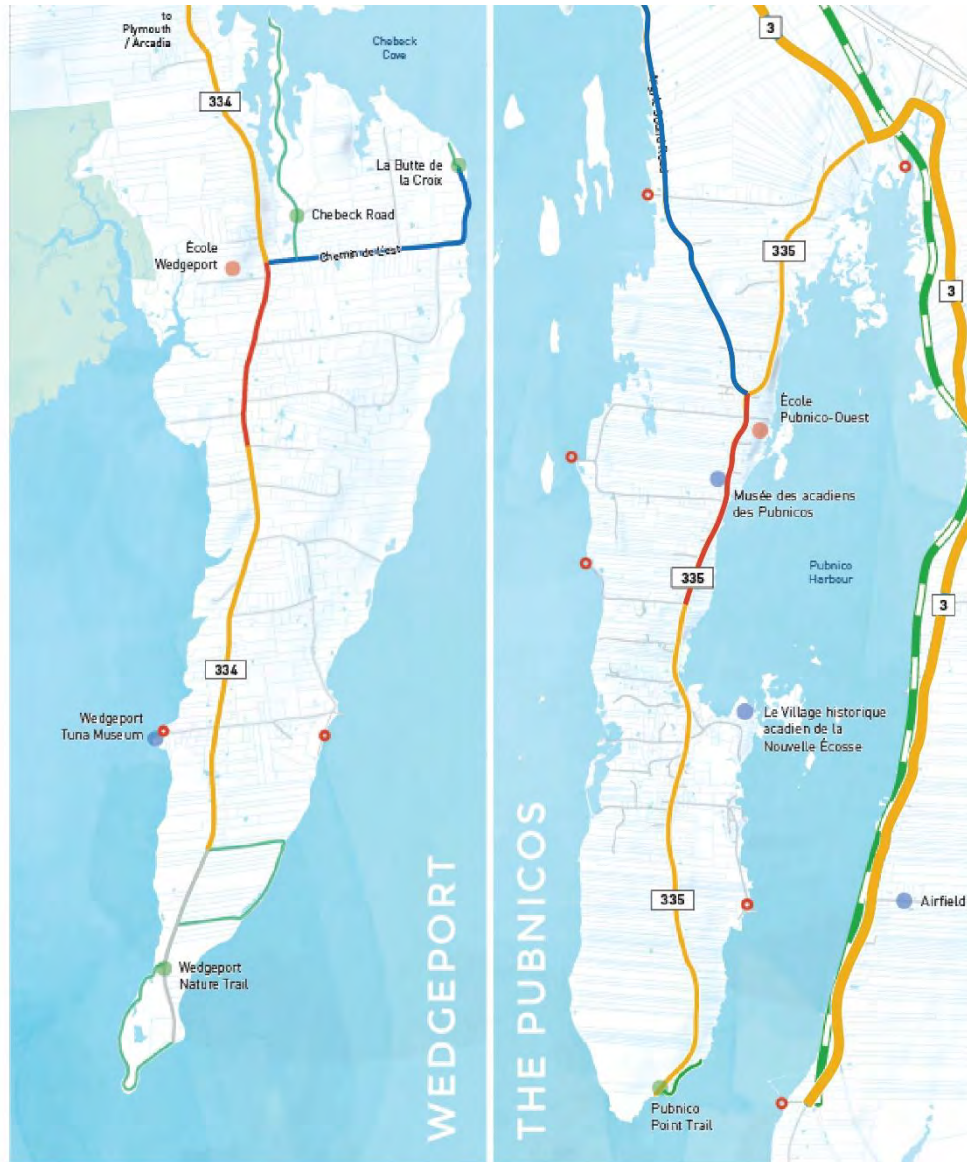 to
Plymouth
/ Arcadia
Chebeck
Cove
334
La Butte de
la Croix
Chebeck Road
École
Wedgeport
Chemin de L'est
334
Wedgeport
Tuna Museum
Wedgeport
Nature Trail
WEDGEPORT
3
335
3
École
Pubnico-Ouest
Musée des acadiens
des Pubnicos
Pubnico
Harbour
335
3
Le Village historique
acadien de la
Nouvelle Écosse
335
Airfield
Pubnico
Point Trail
THE PUBNICOS